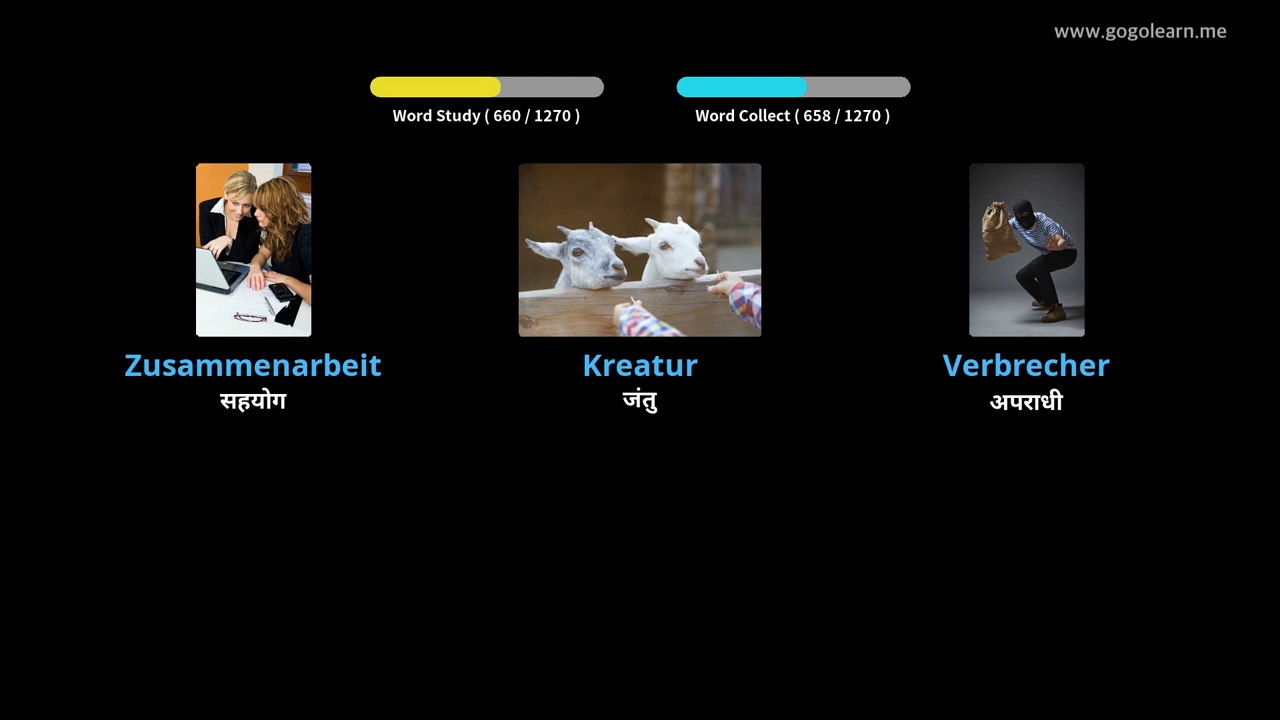 www.gogolearn.me
Word Study ( 660 / 1270 )
Word Collect ( 658 / 1270 )
Zusammenarbeit
सहयोग
Kreatur
जंतु
Verbrecher
अपराधी